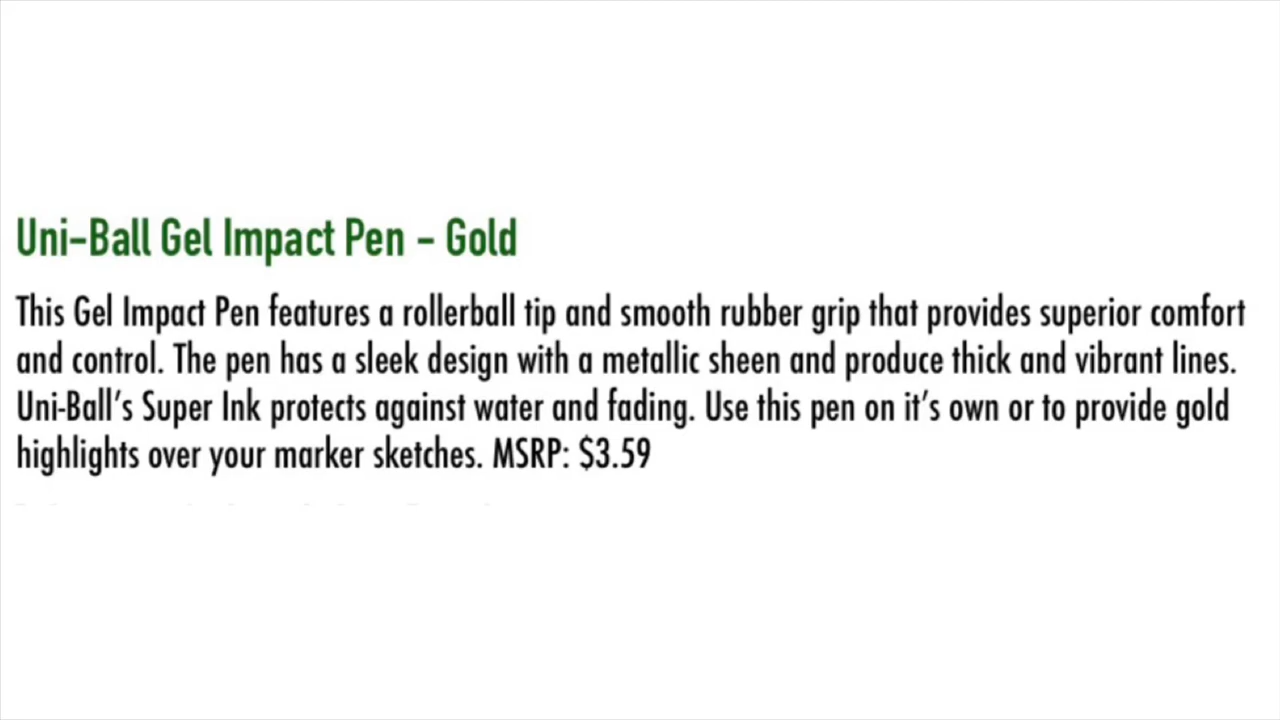 Uni-Ball Gel Impact Pen - Gold
This Gel Impact Pen features a rollerball tip and smooth rubber grip that provides superior comfort
and control. The pen has a sleek design with a metallic sheen and produce thick and vibrant lines.
Uni-Ball's Super Ink protects against water and fading. Use this pen on it's own or to provide gold
highlights over your marker sketches. MSRP: $3.59